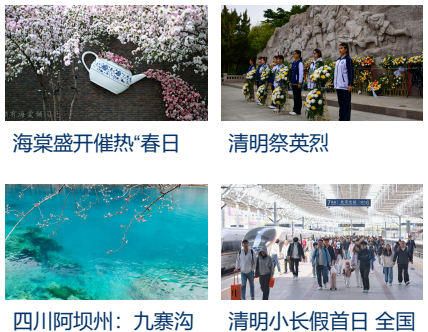 海棠盛开催热“春日
清明祭英烈
四川阿坝州：九寨沟
清明小长假首日 全国